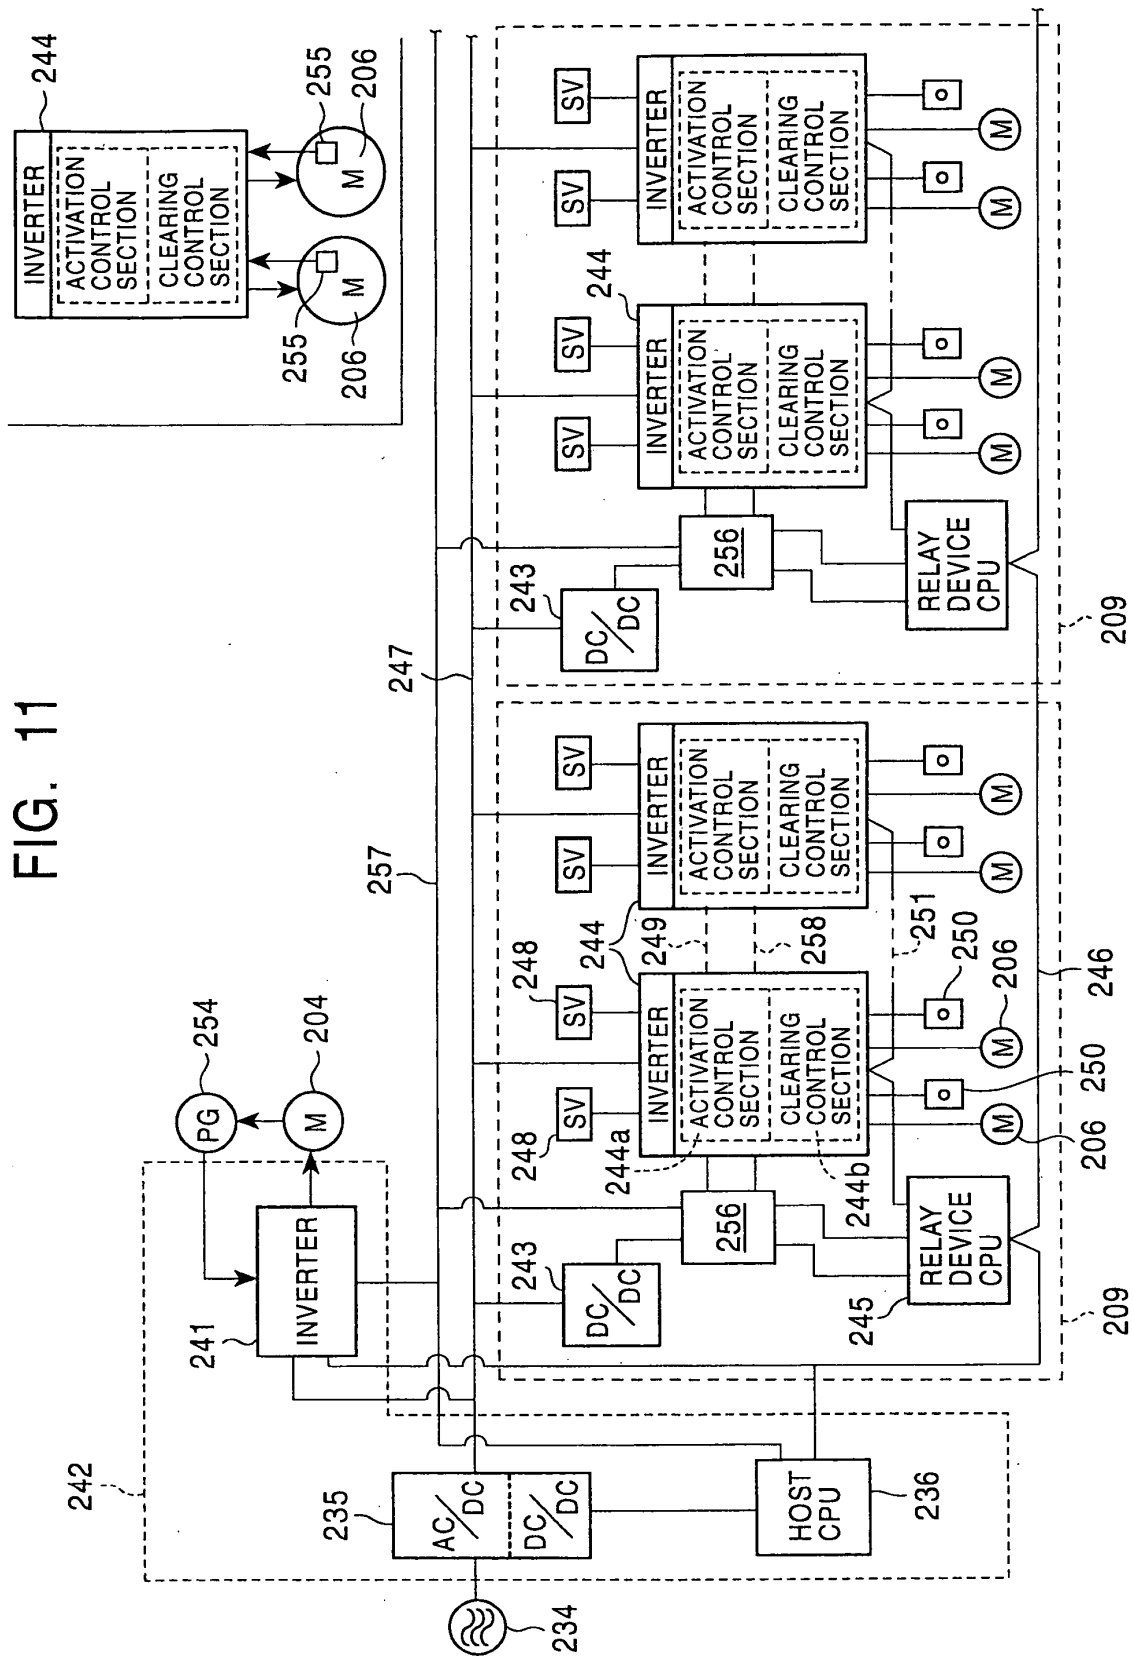 FIG. 11
242
234
235
AC/DC
DC/DC
HOST
CPU
236
241
INVERTER
PG
254
M
204
257
247
244
INVERTER
ACTIVATION
CONTROL
SECTION
CLEARING
CONTROL
SECTION
255
206
M
M
255
206
243
DC/DC
256
245
RELAY
DEVICE
CPU
248
SV
248
SV
244
244a
INVERTER
ACTIVATION
CONTROL
SECTION
CLEARING
CONTROL
SECTION
244b
249
258
251
250
206
M
M
250
206
SV
SV
INVERTER
ACTIVATION
CONTROL
SECTION
CLEARING
CONTROL
SECTION
M
M
246
209
243
DC/DC
256
RELAY
DEVICE
CPU
SV
SV
244
INVERTER
ACTIVATION
CONTROL
SECTION
CLEARING
CONTROL
SECTION
M
M
SV
SV
INVERTER
ACTIVATION
CONTROL
SECTION
CLEARING
CONTROL
SECTION
M
M
209